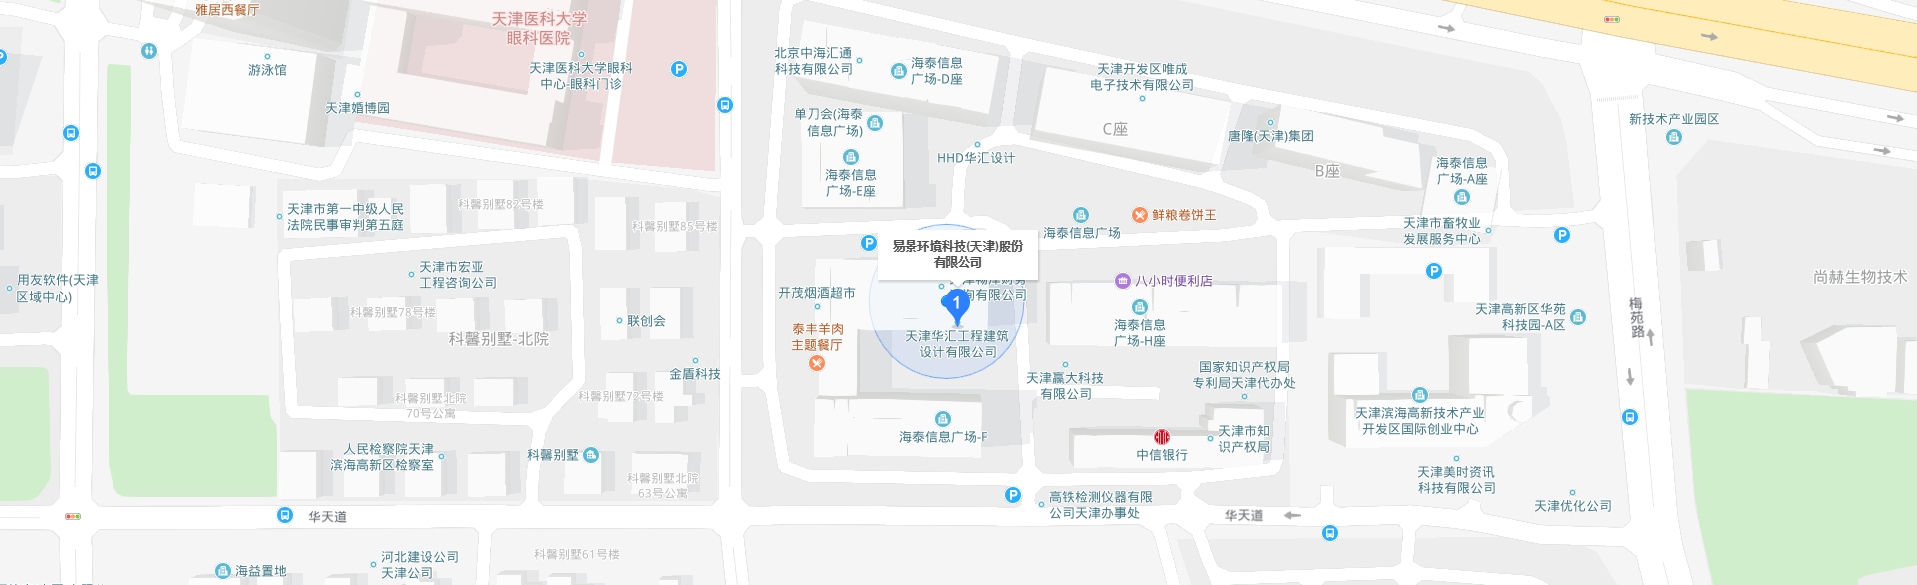 雅居西餐厅
天津医科大学
眼科医院
游泳馆
天津医科大学眼科
中心-眼科门诊
天津婚博园
北京中海汇通
科技有限公司
海泰信息
广场-D座
天津开发区唯成
电子技术有限公司
单刀会(海泰
信息广场)
C座
唐隆(天津)集团
新技术产业园区
HHD华汇设计
海泰信息
广场-E座
B座
海泰信息
广场-A座
天津市第一中级人民
法院民事审判第五庭
科馨别墅82号楼
科馨别墅85号楼
海泰信息广场
鲜粮卷饼王
天津市畜牧业
发展服务中心
易景环境科技(天津)股份
有限公司
用友软件(天津
区域中心)
天津市宏亚
工程咨询公司
开茂烟酒超市
询有限公司
八小时便利店
尚赫生物技术
科馨别墅78号楼
联创会
科馨别墅-北院
泰丰羊肉
主题餐厅
1
天津华汇工程建筑
设计有限公司
海泰信息
广场-H座
天津高新区华苑
科技园-A区
梅苑路
金盾科技
天津赢大科技
有限公司
国家知识产权局
专利局天津代办处
科馨别墅北院
70号公寓
科馨别墅72号楼
海泰信息广场-F
天津滨海高新技术产业
开发区国际创业中心
人民检察院天津
滨海高新区检察室
科馨别墅
中信银行
天津市知
识产权局
科馨别墅北院
63号公寓
天津美时资讯
科技有限公司
华天道
高铁检测仪器有限
公司天津办事处
华天道
天津优化公司
海益置地
河北建设公司
天津公司
科馨别墅61号楼